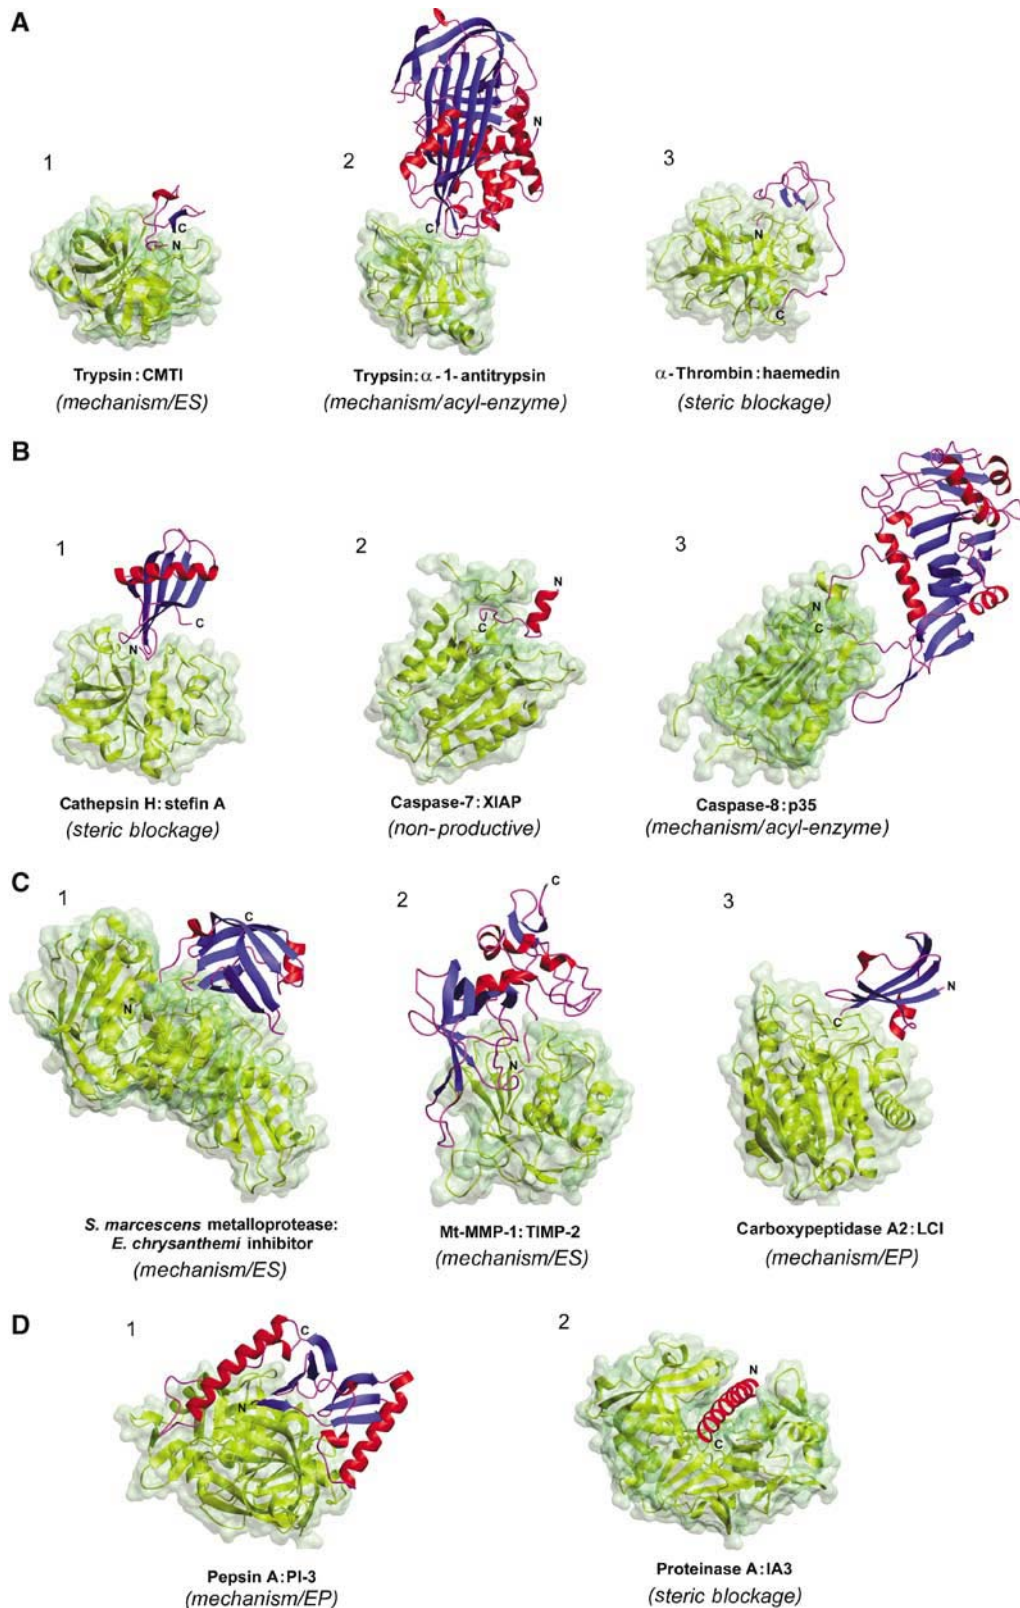 A
1
2
3
N
C
N
C
N
C
Trypsin:CMTI
(mechanism/ES)
Trypsin:α-1-antitrypsin
(mechanism/acyl-enzyme)
α-Thrombin:haemedin
(steric blockage)
B
1
2
3
N
C
N
C
N
C
Cathepsin H:stefin A
(steric blockage)
Caspase-7:XIAP
(non-productive)
Caspase-8:p35
(mechanism/acyl-enzyme)
C
1
2
3
C
N
C
N
N
C
S. marcescens metalloprotease:
E. chrysanthemi inhibitor
(mechanism/ES)
Mt-MMP-1:TIMP-2
(mechanism/ES)
Carboxypeptidase A2:LCI
(mechanism/EP)
D
1
2
C
N
N
C
Pepsin A:PI-3
(mechanism/EP)
Proteinase A:IA3
(steric blockage)